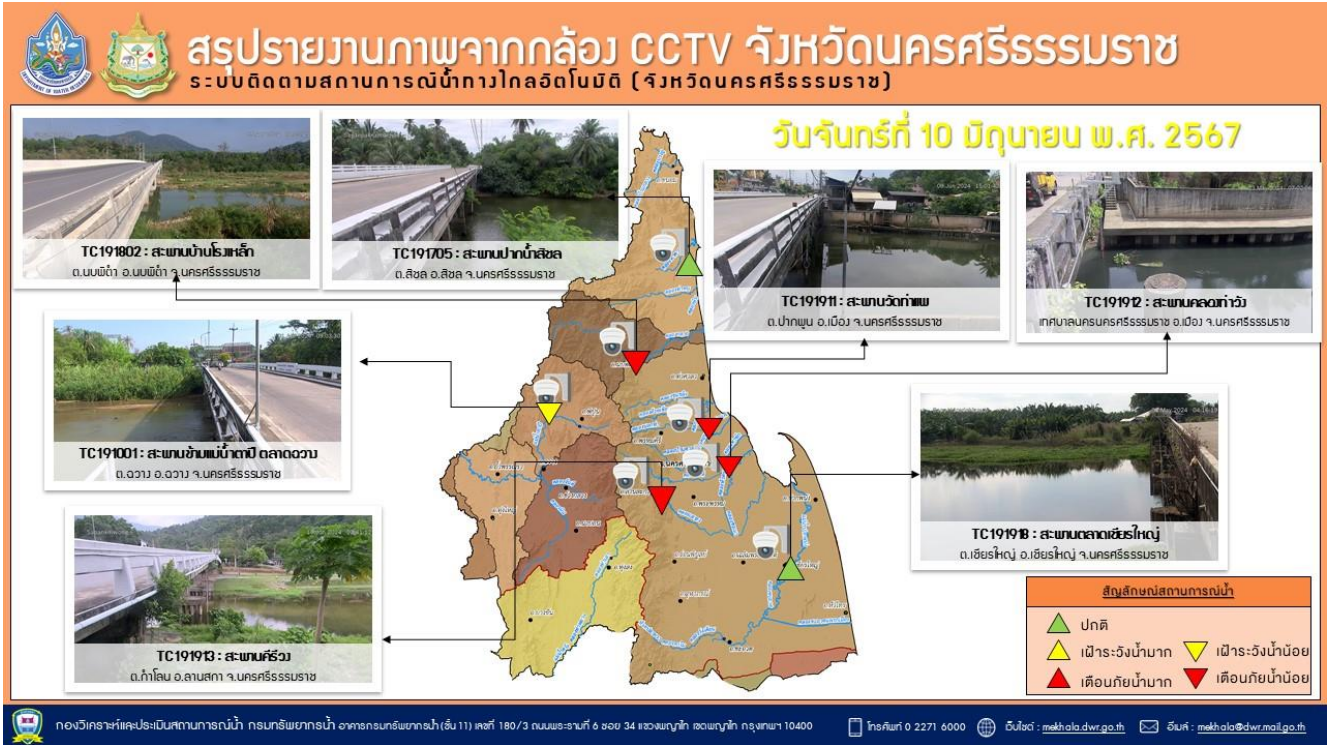 สรุปรายงานภาพจากกล้อง CCTV จังหวัดนครศรีธรรมราช
ระบบติดตามสถานการณ์น้ำทางไกลอัตโนมัติ (จังหวัดนครศรีธรรมราช)
วันจันทร์ที่ 10 มิถุนายน พ.ศ. 2567
TC191802 : สะพานบ้านโรงเหล็ก
ต.นบพิตำ อ.นบพิตำ จ.นครศรีธรรมราช
TC191705 : สะพานปากน้ำสิชล
ต.สิชล อ.สิชล จ.นครศรีธรรมราช
TC191911 : สะพานวัดท่าแพ
ต.ปากพูน อ.เมือง จ.นครศรีธรรมราช
TC191912 : สะพานคลองท่าวัง
เทศบาลนครนครศรีธรรมราช อ.เมือง จ.นครศรีธรรมราช
TC191001 : สะพานข้ามแม่น้ำตาปี ตลาดฉวาง
ต.ฉวาง อ.ฉวาง จ.นครศรีธรรมราช
TC191918 : สะพานตลาดเชียรใหญ่
ต.เชียรใหญ่ อ.เชียรใหญ่ จ.นครศรีธรรมราช
TC191913 : สะพานคีรีวง
ต.กำโลน อ.ลานสกา จ.นครศรีธรรมราช
สัญลักษณ์สถานการณ์น้ำ
ปกติ
เฝ้าระวังน้ำมาก เฝ้าระวังน้ำน้อย
เตือนภัยน้ำมาก เตือนภัยน้ำน้อย
กองวิเคราะห์และประเมินสถานการณ์น้ำ กรมทรัพยากรน้ำ อาคารกรมทรัพยากรน้ำ (ชั้น 11) เลขที่ 180/3 ถนนพระรามที่ 6 ซอย 34 แขวงพญาไท เขตพญาไท กรุงเทพฯ 10400 โทรศัพท์ 0 2271 6000 เว็บไซต์ : mekhala.dwr.go.th อีเมล์ : mekhala@dwr.mail.go.th